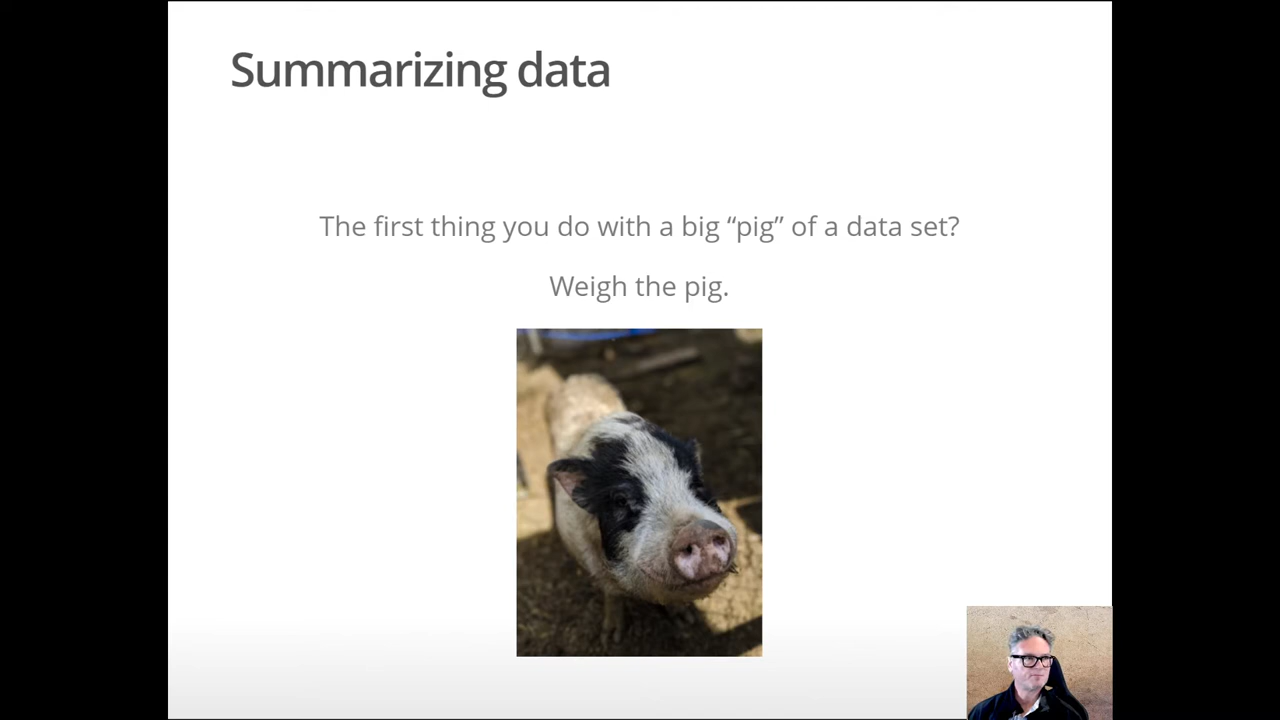 Summarizing data
The first thing you do with a big “pig” of a data set?
Weigh the pig.